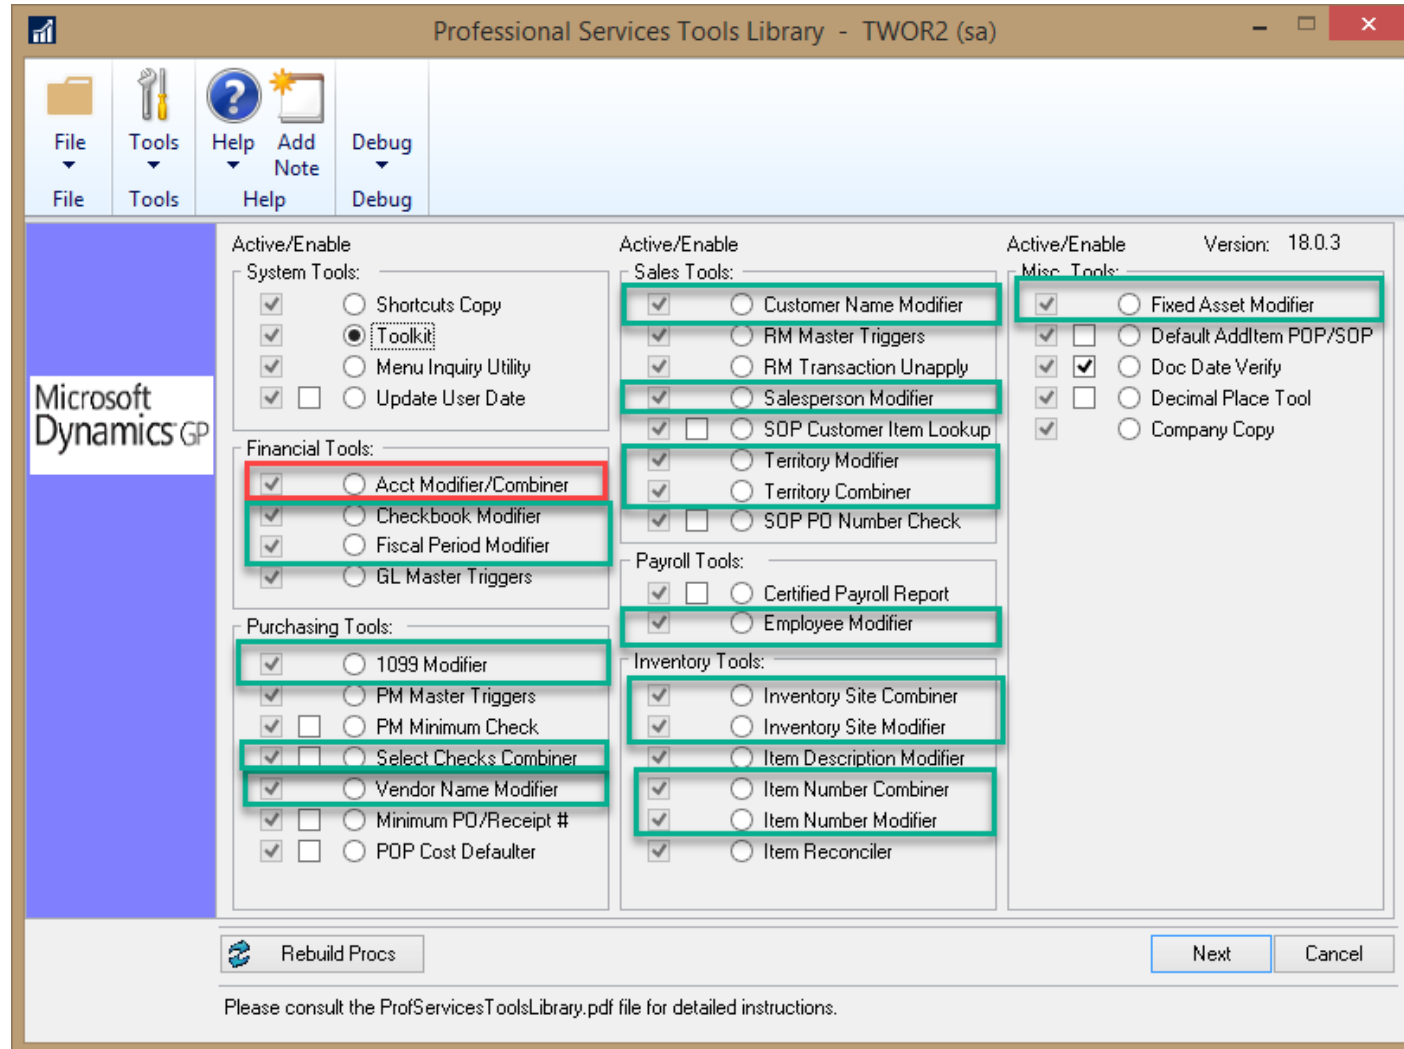 Professional Services Tools Library - TWOR2 (sa)
File
Tools
Help
Add
Note
Debug
File
Tools
Help
Debug
Microsoft
Dynamics GP
Active/Enable
System Tools:
Shortcuts Copy
Toolkit
Menu Inquiry Utility
Update User Date
Financial Tools:
Acct Modifier/Combiner
Checkbook Modifier
Fiscal Period Modifier
GL Master Triggers
Purchasing Tools:
1099 Modifier
PM Master Triggers
PM Minimum Check
Select Checks Combiner
Vendor Name Modifier
Minimum PO/Receipt #
POP Cost Defaulter
Active/Enable
Sales Tools:
Customer Name Modifier
RM Master Triggers
RM Transaction Unapply
Salesperson Modifier
SOP Customer Item Lookup
Territory Modifier
Territory Combiner
SOP PO Number Check
Payroll Tools:
Certified Payroll Report
Employee Modifier
Inventory Tools:
Inventory Site Combiner
Inventory Site Modifier
Item Description Modifier
Item Number Combiner
Item Number Modifier
Item Reconciler
Active/Enable
Version: 18.0.3
Misc. Tools:
Fixed Asset Modifier
Default AddItem POP/SOP
Doc Date Verify
Decimal Place Tool
Company Copy
Rebuild Procs
Next
Cancel
Please consult the ProfServicesToolsLibrary.pdf file for detailed instructions.